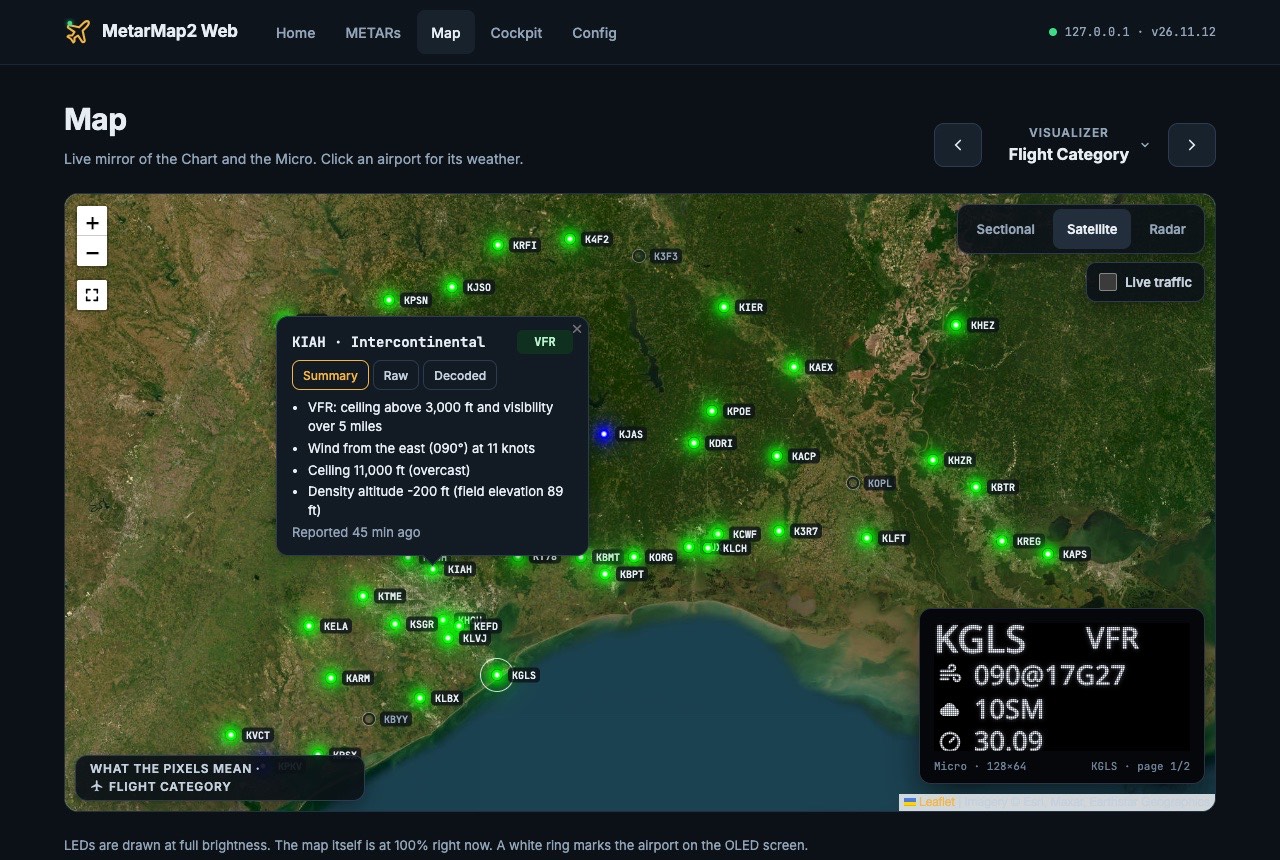 MetarMap2 Web
Home
METARs
Map
Cockpit
Config
127.0.0.1 · v26.11.12
Map
Live mirror of the Chart and the Micro. Click an airport for its weather.
VISUALIZER
Flight Category
+
−
Sectional
Satellite
Radar
Live traffic
KRFI
K4F2
K3F3
KJSO
KPSN
KIER
KHEZ
KAEX
KPOE
KJAS
KDRI
KACP
KHZR
KOPL
KBTR
KIAH · Intercontinental
VFR
Summary
Raw
Decoded
• VFR: ceiling above 3,000 ft and visibility
over 5 miles
• Wind from the east (090°) at 11 knots
• Ceiling 11,000 ft (overcast)
• Density altitude -200 ft (field elevation 89
ft)
Reported 45 min ago
KCWF
K3R7
KLFT
KREG
KLCH
KAPS
KBMT
KORG
KIAH
KBPT
KTME
KELA
KSGR
KEFD
KLVJ
KGLS
KARM
KLBX
KBYY
KVCT
KPKV
WHAT THE PIXELS MEAN ·
FLIGHT CATEGORY
KGLS
VFR
090@17G27
10SM
30.09
Micro · 128×64
KGLS · page 1/2
Leaflet
LEDs are drawn at full brightness. The map itself is at 100% right now. A white ring marks the airport on the OLED screen.